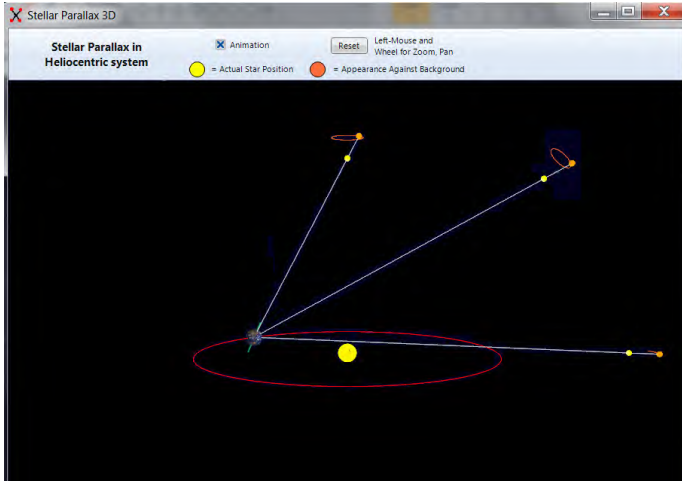 Stellar Parallax 3D
Stellar Parallax in
Heliocentric system
Animation
Reset
Left-Mouse and
Wheel for Zoom, Pan
= Actual Star Position
= Appearance Against Background